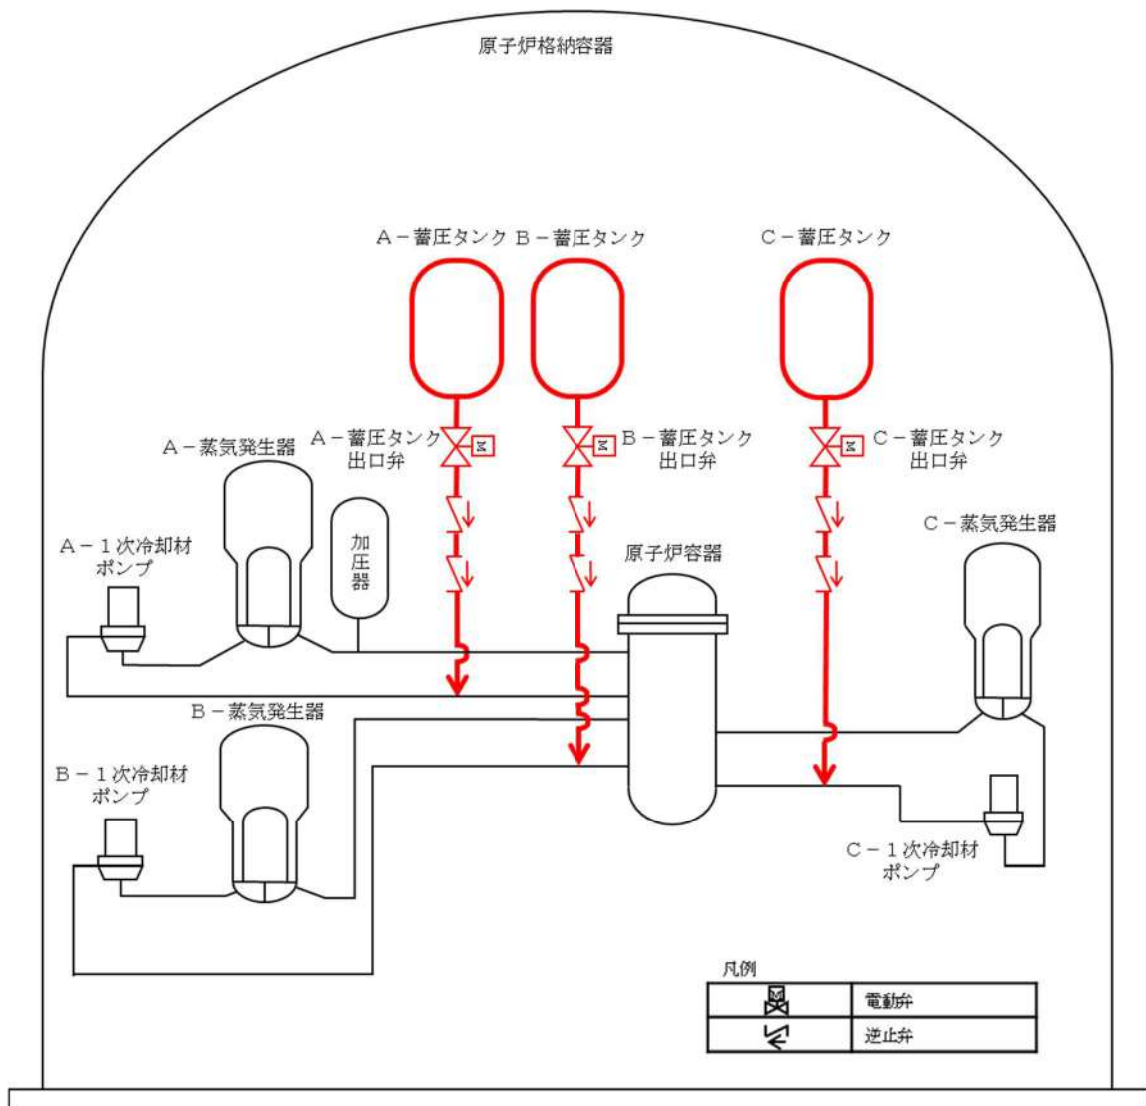 原子炉格納容器
A-蓄圧タンク
B-蓄圧タンク
C-蓄圧タンク
A-蒸気発生器
A-蓄圧タンク
出口弁
M
B-蓄圧タンク
出口弁
M
C-蓄圧タンク
出口弁
M
A-1次冷却材
ポンプ
加圧器
原子炉容器
C-蒸気発生器
B-蒸気発生器
B-1次冷却材
ポンプ
C-1次冷却材
ポンプ
凡例
M
電動弁
逆止弁